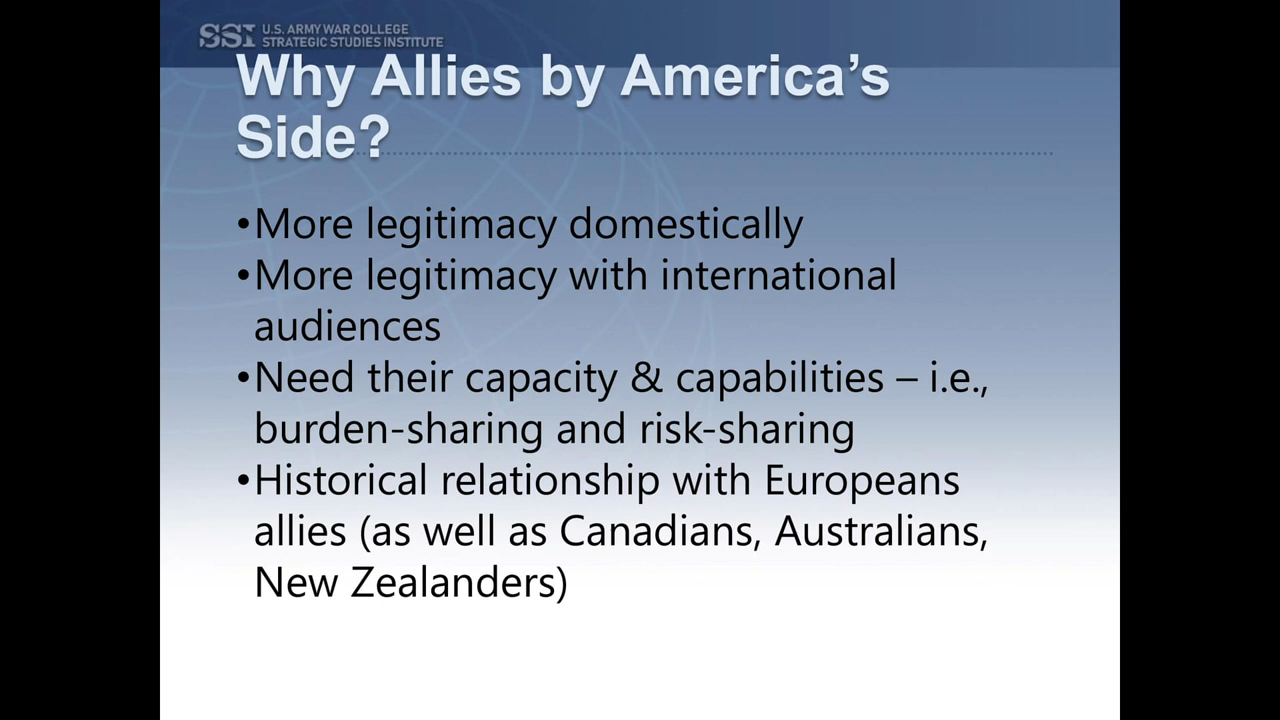 SSI U.S. ARMY WAR COLLEGE
STRATEGIC STUDIES INSTITUTE
Why Allies by America’s
Side?
•More legitimacy domestically
•More legitimacy with international
audiences
•Need their capacity & capabilities – i.e.,
burden-sharing and risk-sharing
•Historical relationship with Europeans
allies (as well as Canadians, Australians,
New Zealanders)